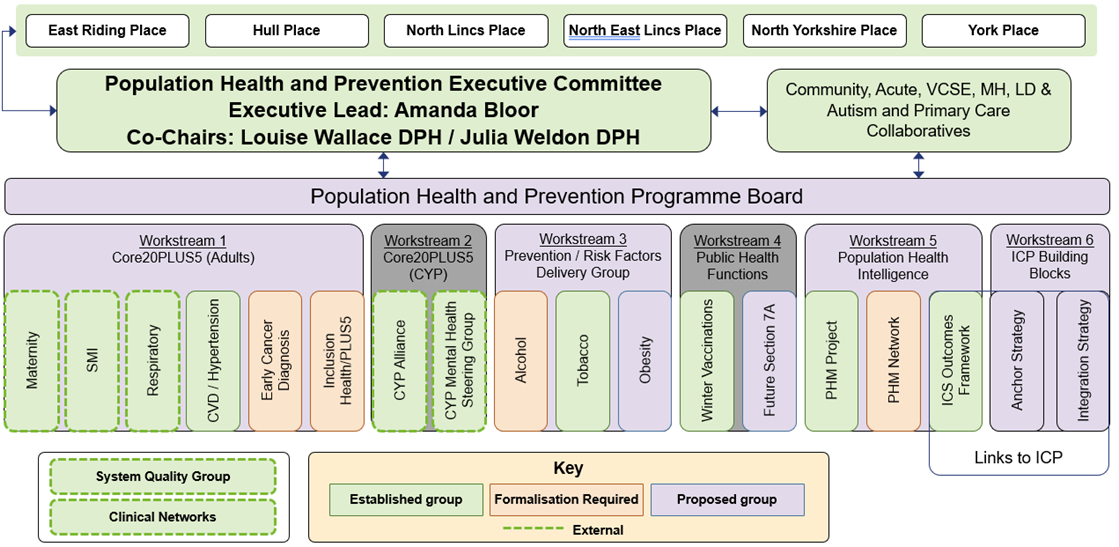 East Riding Place
Hull Place
North Lincs Place
North East Lincs Place
North Yorkshire Place
York Place
Population Health and Prevention Executive Committee
Executive Lead: Amanda Bloor
Co-Chairs: Louise Wallace DPH / Julia Weldon DPH
Community, Acute, VCSE, MH, LD &
Autism and Primary Care
Collaboratives
Population Health and Prevention Programme Board
Workstream 1
Core20PLUS5 (Adults)
Maternity
SMI
Respiratory
CVD / Hypertension
Early Cancer
Diagnosis
Inclusion
Health/PLUS5
Workstream 2
Core20PLUS5
(CYP)
CYP Alliance
CYP Mental Health
Steering Group
Workstream 3
Prevention / Risk Factors
Delivery Group
Alcohol
Tobacco
Obesity
Workstream 4
Public Health
Functions
Winter Vaccinations
Future Section 7A
Workstream 5
Population Health
Intelligence
PHM Project
PHM Network
ICS Outcomes
Framework
Workstream 6
ICP Building
Blocks
Anchor Strategy
Integration Strategy
Links to ICP
System Quality Group
Clinical Networks
Key
Established group
Formalisation Required
Proposed group
External